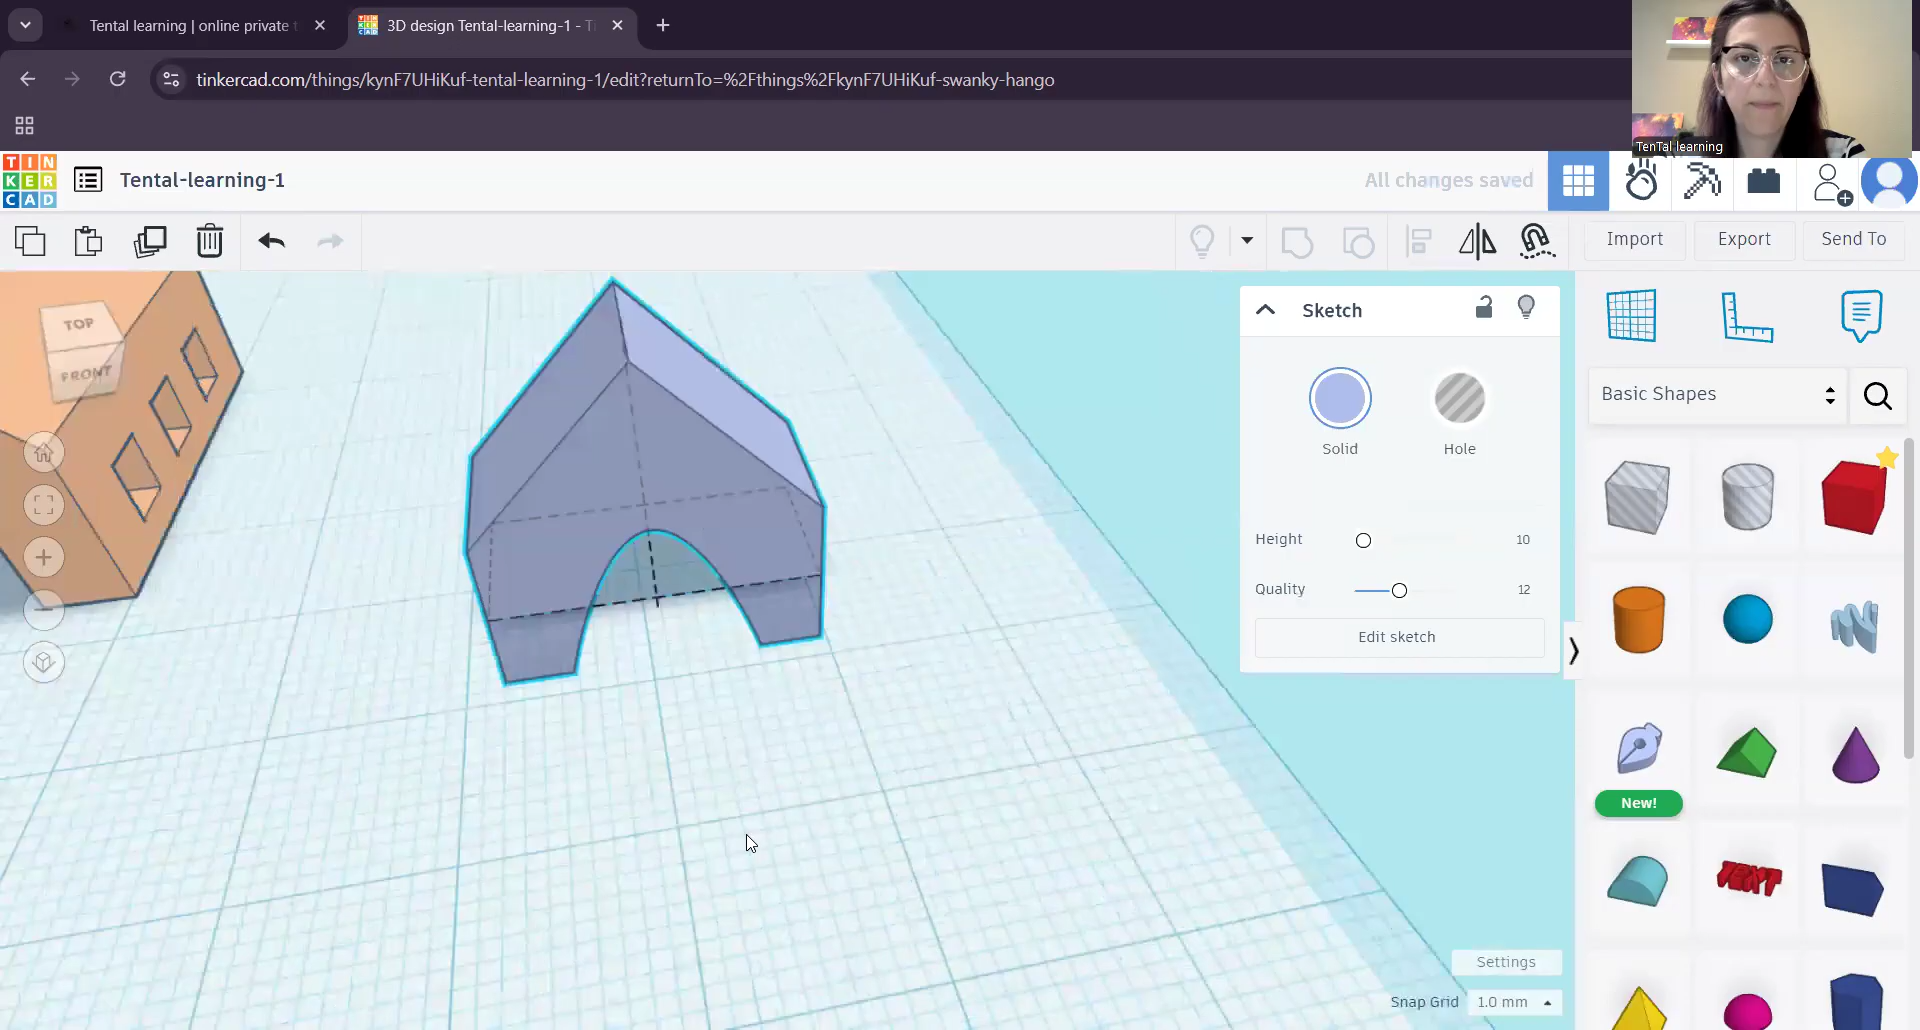 Tental learning | online private t
3D design Tental-learning-1 - Ti
tinkercad.com/things/kynF7UHiKuf-tental-learning-1/edit?returnTo=%2Fthings%2FkynF7UHiKuf-swanky-hango
TenTal learning
TIN
KER
CAD
Tental-learning-1
All changes saved
Import
Export
Send To
TOP
FRONT
Sketch
Solid
Hole
Height
10
Quality
12
Edit sketch
Basic Shapes
New!
TEXT
Settings
Snap Grid
1.0 mm